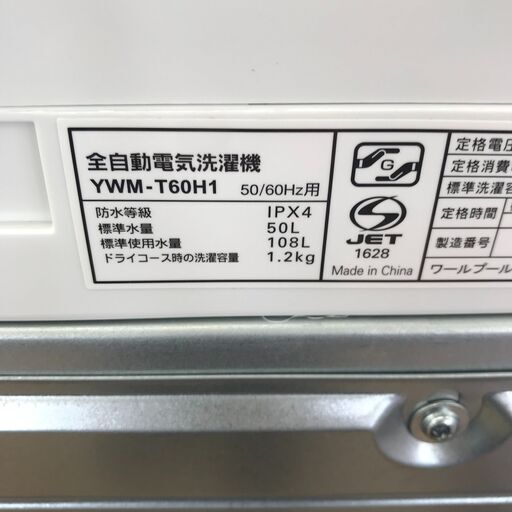 全自動電気洗濯機
YWM-T60H1 50/60Hz用
防水等級 IPX4
標準水量 50L
標準使用水量 108L
ドライコース時の洗濯容量 1.2kg
G
S
JET
1628
Made in China
定格電圧
定格消費
標準洗濯容
定格時間
製造番号
ワールプール